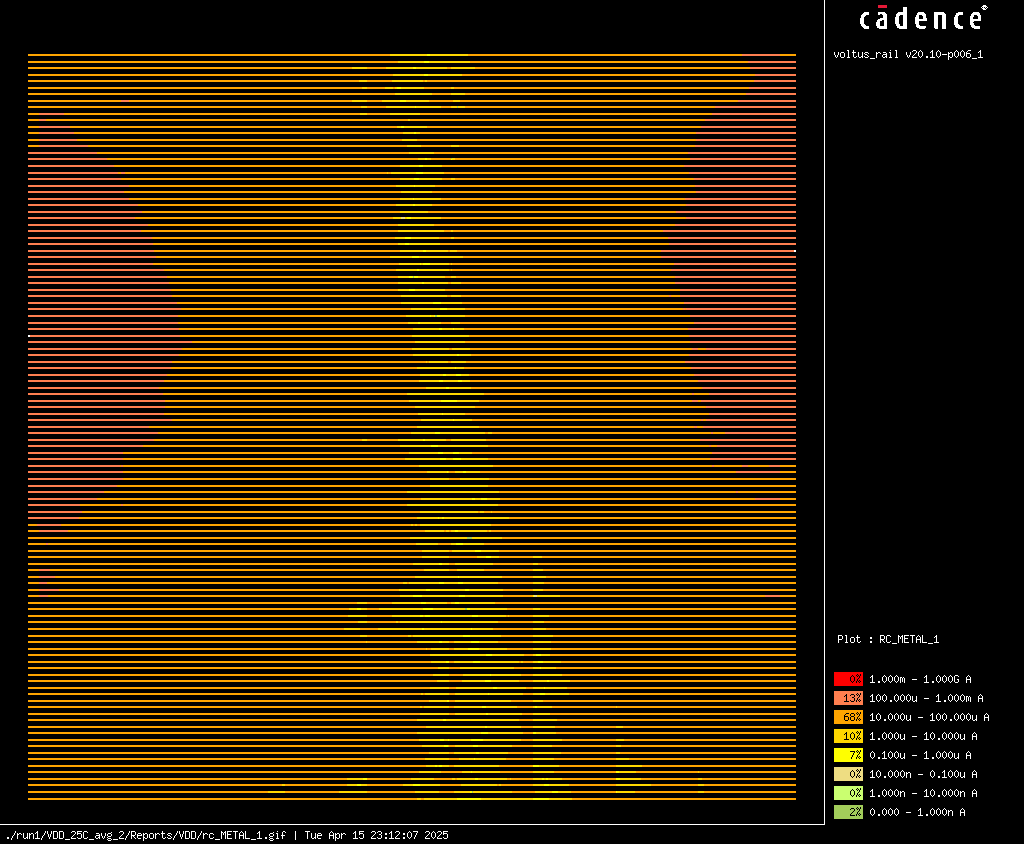 cādence®
voltus_rail v20.10-p006_1
Plot : RC_METAL_1
0% 1.000m - 1.000G A
13% 100.000u - 1.000m A
68% 10.000u - 100.000u A
10% 1.000u - 10.000u A
7% 0.100u - 1.000u A
0% 10.000n - 0.100u A
0% 1.000n - 10.000n A
2% 0.000 - 1.000n A
./run1/VDD_25C_avg_2/Reports/VDD/rc_METAL_1.gif | Tue Apr 15 23:12:07 2025